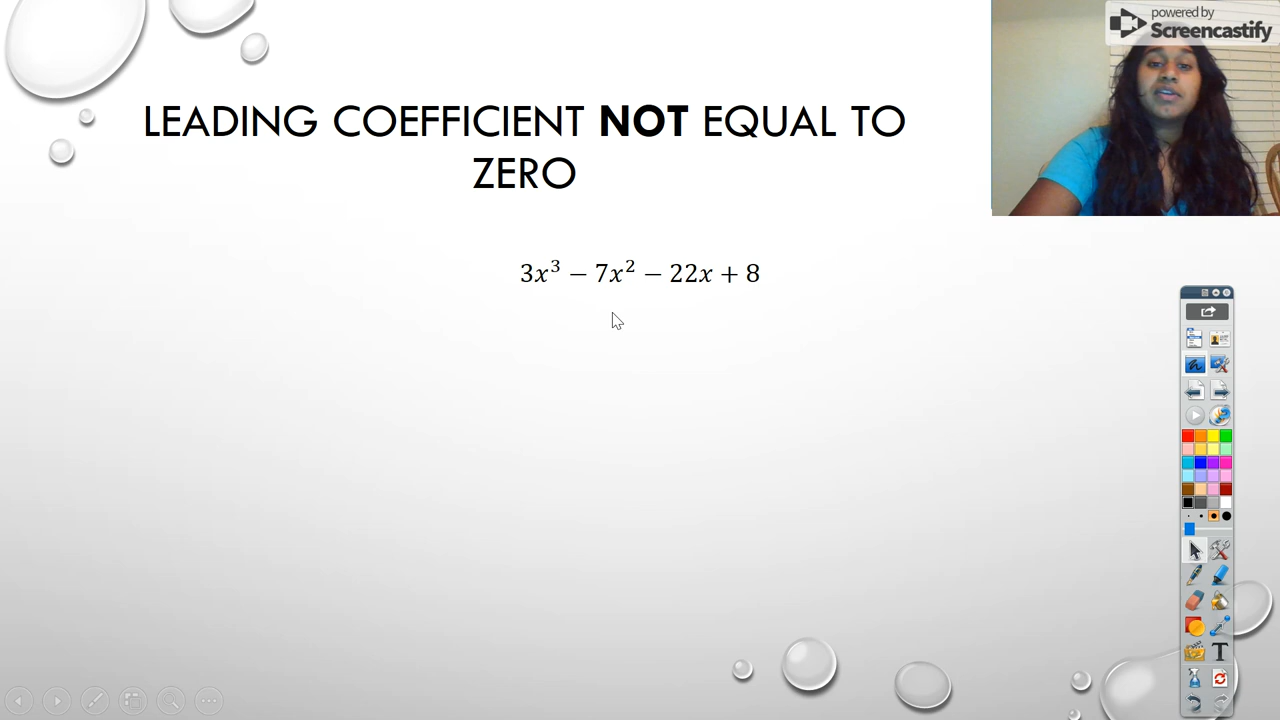 powered by
Screencastify
LEADING COEFFICIENT NOT EQUAL TO
ZERO
3x³ − 7x² − 22x + 8